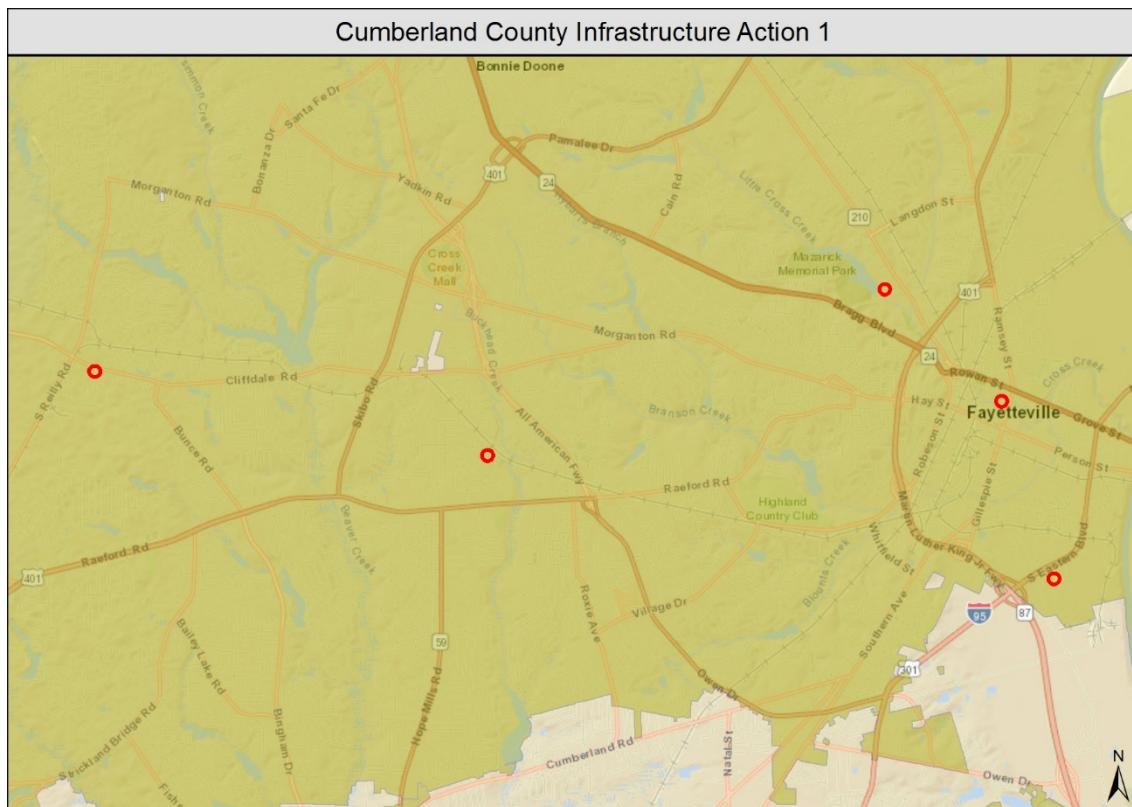 Cumberland County Infrastructure Action 1
Bonnie Doone
simmon Creek
Santa Fe Dr
Bonanza Dr
Pamalee Dr
401
24
Yadkin Rd
Morganton Rd
Cain Rd
Little Cross Creek
Langdon St
210
Hybarts Branch
Cross
Creek
Mall
Mazarick
Memorial Park
401
Ramsey St
Bragg Blvd
Buckhead Creek
Morganton Rd
24
Rowan St
Cross Creek
S Reilly Rd
Cliffdale Rd
Skibo Rd
Hay St
Fayetteville
Grove St
Branson Creek
All American Fwy
Bunce Rd
Robeson St
Person St
Gillespie St
Raeford Rd
Highland
Country Club
Beaver Creek
Martin Luther King Jr Fwy
Whitfield St
Raeford Rd
401
Blounts Creek
S Eastern Blvd
Roxie Ave
Village Dr
95
87
Southern Ave
59
Bailey Lake Rd
301
Hope Mills Rd
Owen Dr
Strickland Bridge Rd
Bingham Dr
Cumberland Rd
Natal St
Owen Dr
Fishe
N